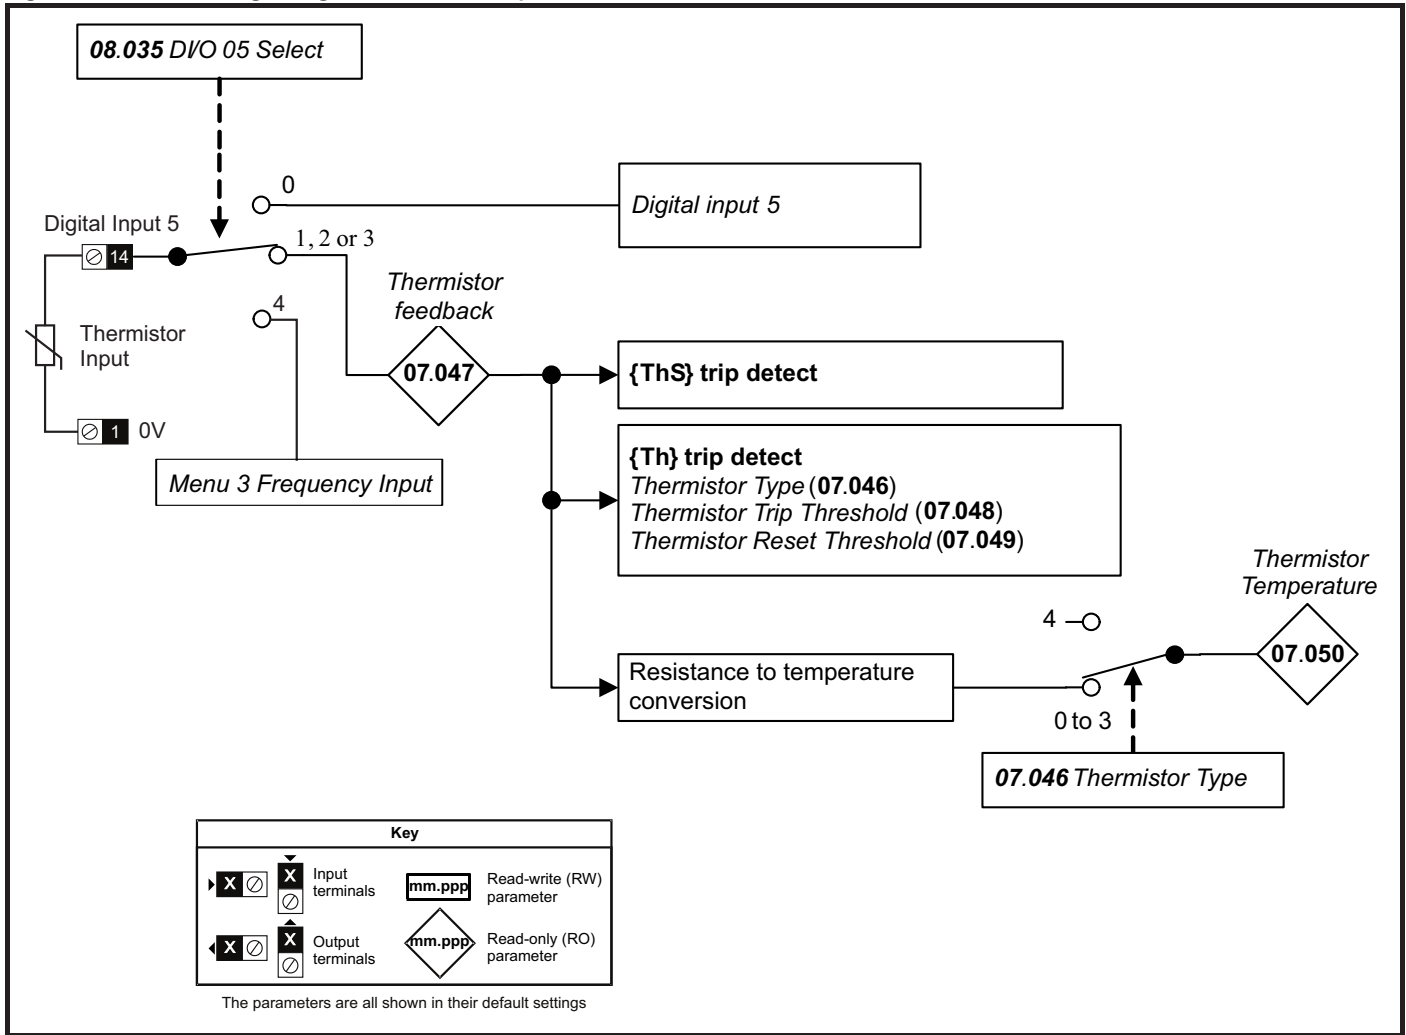 08.035 DI/O 05 Select
0
Digital input 5
Digital Input 5
14
1, 2 or 3
4
Thermistor
Input
1 0V
Menu 3 Frequency Input
Thermistor
feedback
07.047
{ThS} trip detect
{Th} trip detect
Thermistor Type (07.046)
Thermistor Trip Threshold (07.048)
Thermistor Reset Threshold (07.049)
Resistance to temperature
conversion
4
0 to 3
Thermistor
Temperature
07.050
07.046 Thermistor Type
Key
X
X
Input
terminals
mm.ppp
Read-write (RW)
parameter
X
X
Output
terminals
mm.ppp
Read-only (RO)
parameter
The parameters are all shown in their default settings